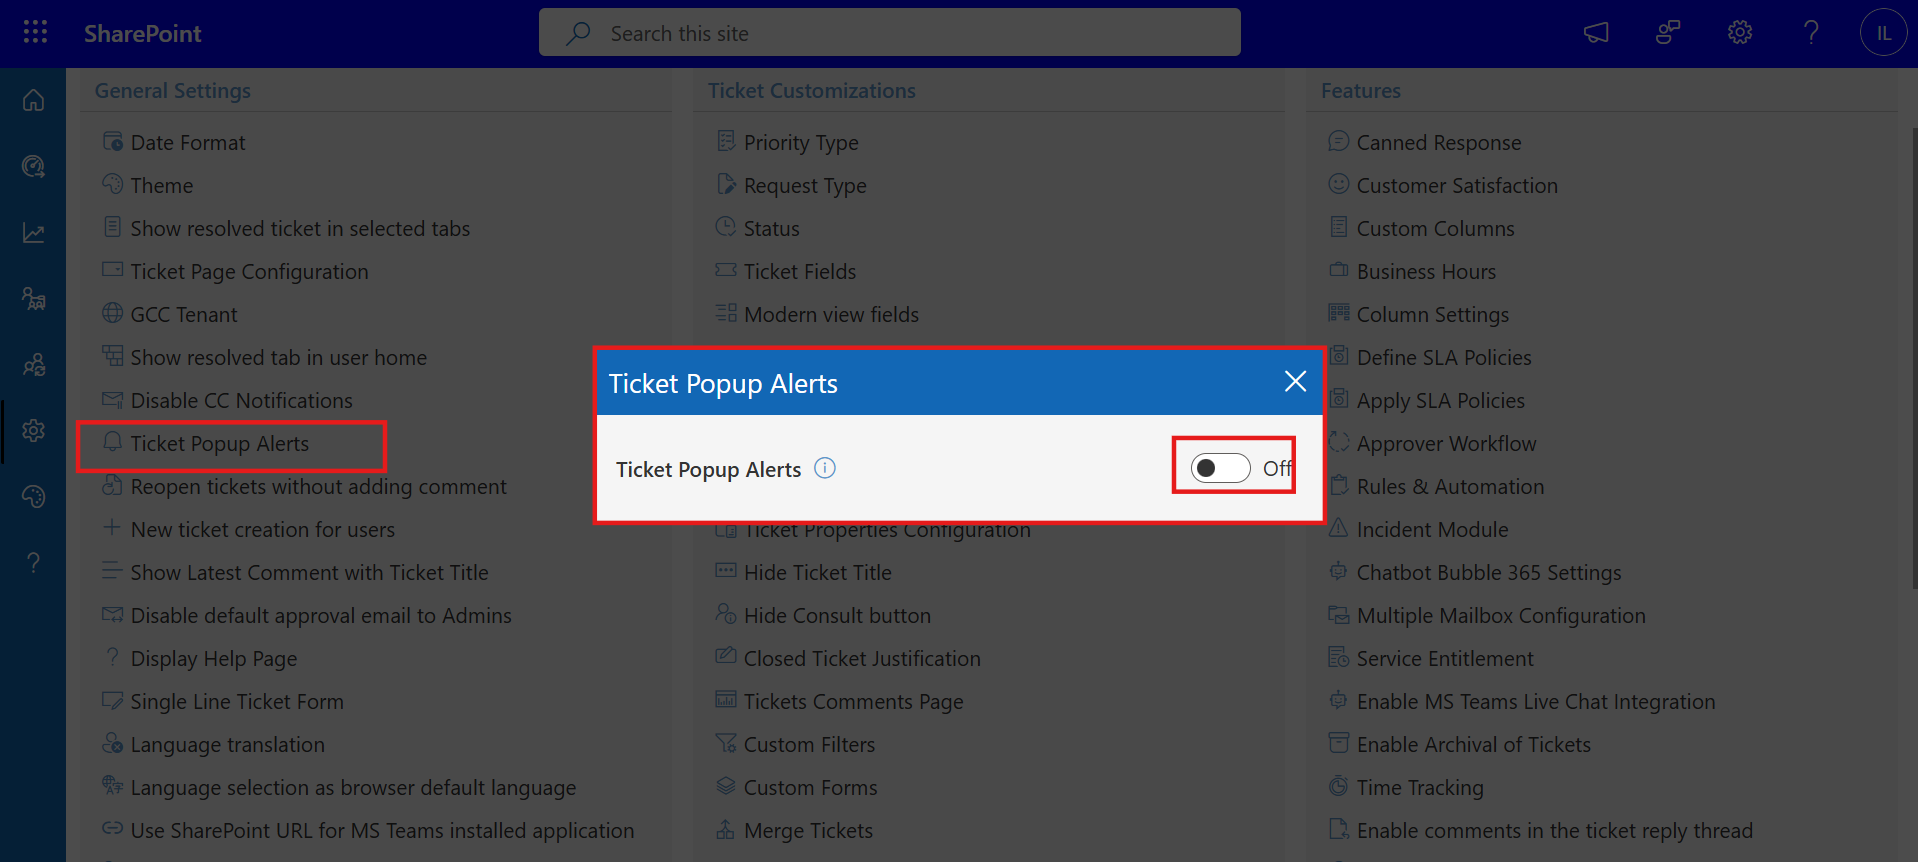 SharePoint
Search this site
IL
General Settings
Date Format
Theme
Show resolved ticket in selected tabs
Ticket Page Configuration
GCC Tenant
Show resolved tab in user home
Disable CC Notifications
Ticket Popup Alerts
Reopen tickets without adding comment
New ticket creation for users
Show Latest Comment with Ticket Title
Disable default approval email to Admins
Display Help Page
Single Line Ticket Form
Language translation
Language selection as browser default language
Use SharePoint URL for MS Teams installed application
Ticket Customizations
Priority Type
Request Type
Status
Ticket Fields
Modern view fields
Ticket Popup Alerts
Ticket Popup Alerts
Off
Ticket Properties Configuration
Hide Ticket Title
Hide Consult button
Closed Ticket Justification
Tickets Comments Page
Custom Filters
Custom Forms
Merge Tickets
Features
Canned Response
Customer Satisfaction
Custom Columns
Business Hours
Column Settings
Define SLA Policies
Apply SLA Policies
Approver Workflow
Rules & Automation
Incident Module
Chatbot Bubble 365 Settings
Multiple Mailbox Configuration
Service Entitlement
Enable MS Teams Live Chat Integration
Enable Archival of Tickets
Time Tracking
Enable comments in the ticket reply thread